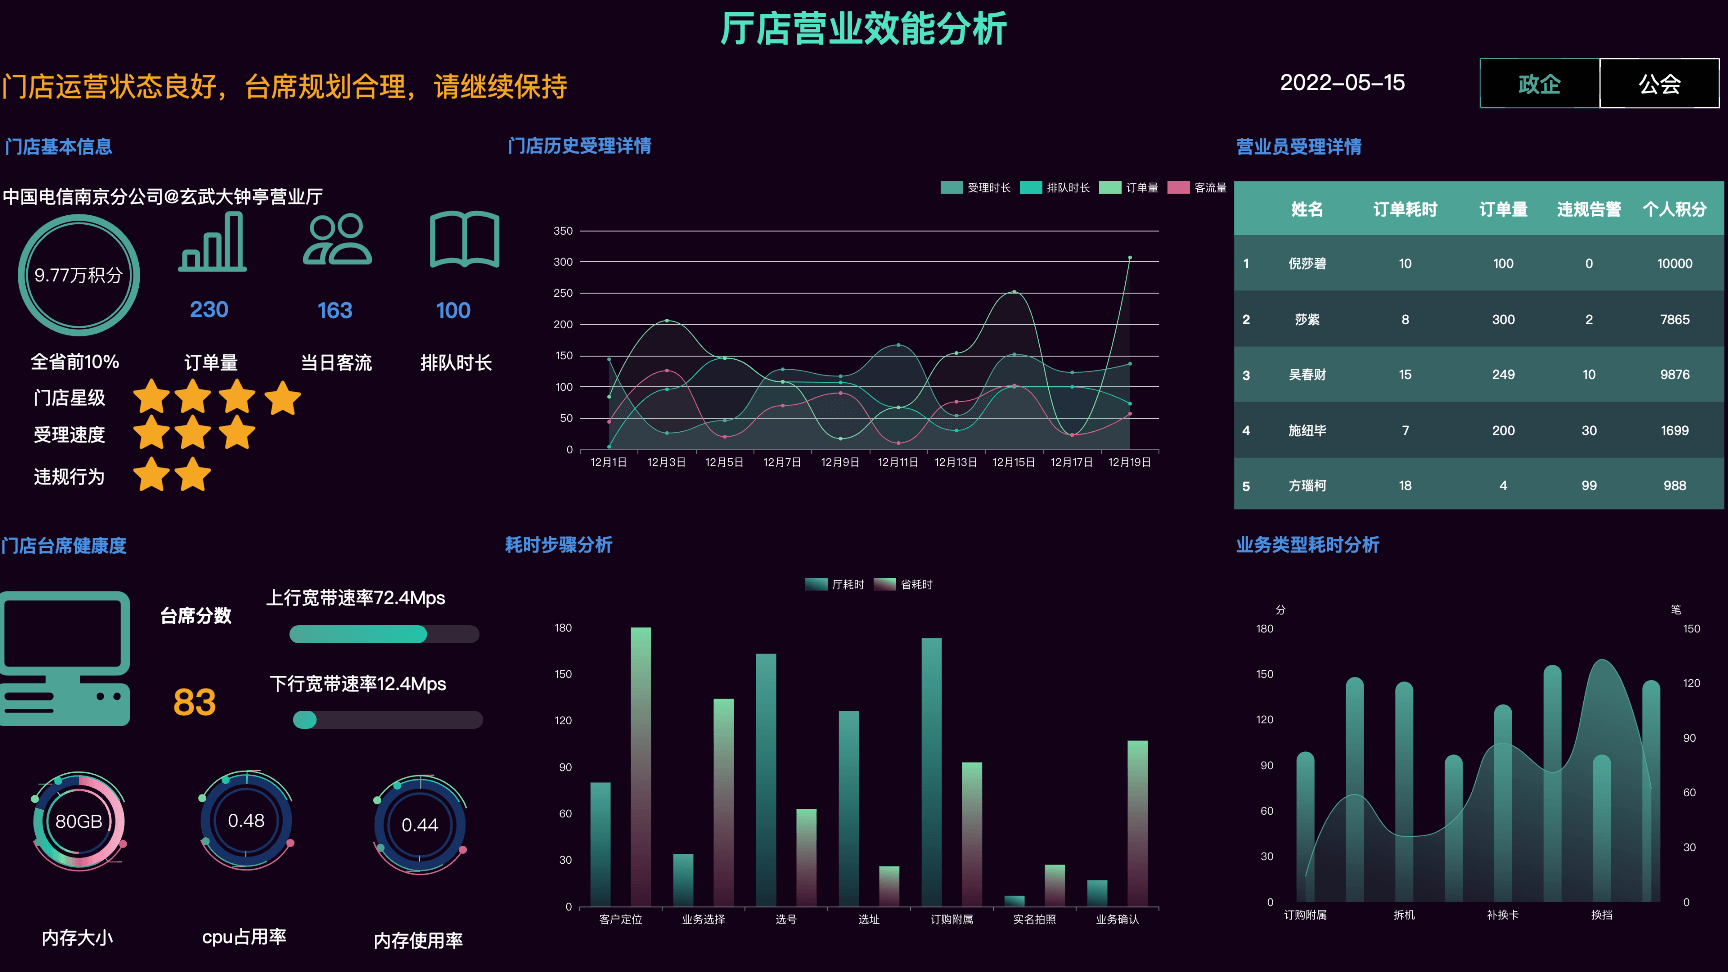 厅店营业效能分析
门店运营状态良好，台席规划合理，请继续保持
2022-05-15
政企
公会
门店基本信息
中国电信南京分公司@玄武大钟亭营业厅
9.77万积分
230
163
100
全省前10%
订单量
当日客流
排队时长
门店星级
受理速度
违规行为
门店历史受理详情
受理时长
排队时长
订单量
客流量
350
300
250
200
150
100
50
0
12月1日
12月3日
12月5日
12月7日
12月9日
12月11日
12月13日
12月15日
12月17日
12月19日
营业员受理详情
姓名 订单耗时 订单量 违规告警 个人积分
1 倪莎碧 10 100 0 10000
2 莎紫 8 300 2 7865
3 吴春财 15 249 10 9876
4 施纽毕 7 200 30 1699
5 方瑙柯 18 4 99 988
门店台席健康度
台席分数
83
上行宽带速率72.4Mps
下行宽带速率12.4Mps
80GB
0.48
0.44
内存大小
cpu占用率
内存使用率
耗时步骤分析
厅耗时
省耗时
180
150
120
90
60
30
0
客户定位
业务选择
选号
选址
订购附属
实名拍照
业务确认
业务类型耗时分析
分
180
150
120
90
60
30
0
笔
150
120
90
60
30
0
订购附属
拆机
补换卡
换挡